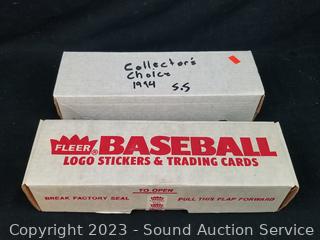 Collector's
Choice
1994 S.S
FLEER® BASEBALL
LOGO STICKERS & TRADING CARDS
TO OPEN
BREAK FACTORY SEAL
PULL THIS FLAP FORWARD
Copyright 2023 - Sound Auction Service